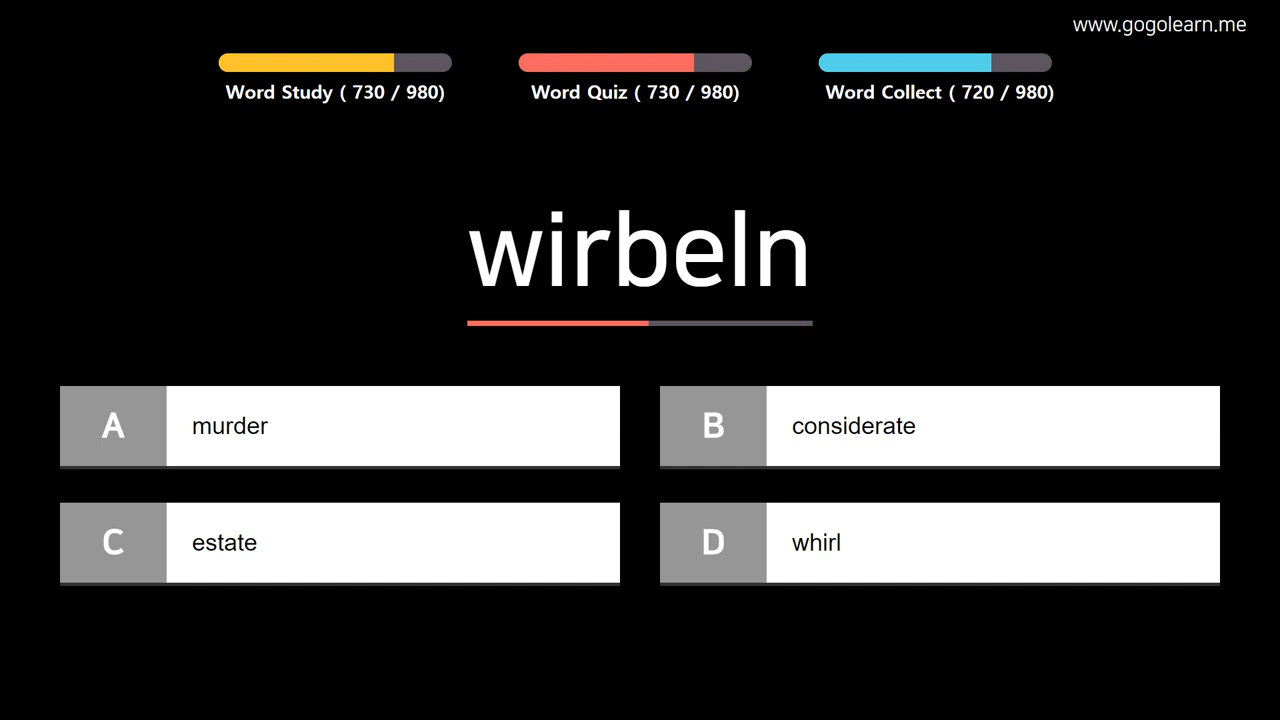 www.gogolearn.me
Word Study ( 730 / 980)
Word Quiz ( 730 / 980)
Word Collect ( 720 / 980)
wirbeln
A murder
B considerate
C estate
D whirl